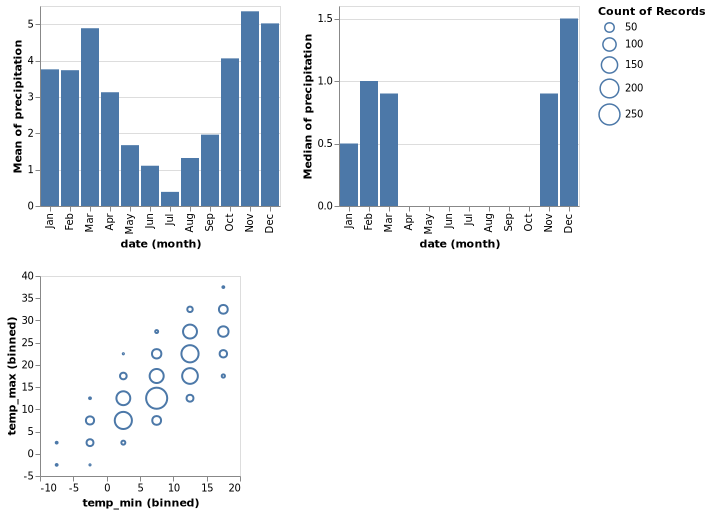 Mean of precipitation
5
4
3
2
1
0
Jan Feb Mar Apr May Jun Jul Aug Sep Oct Nov Dec
date (month)
Median of precipitation
1.5
1.0
0.5
0.0
Jan Feb Mar Apr May Jun Jul Aug Sep Oct Nov Dec
date (month)
Count of Records
50
100
150
200
250
temp_max (binned)
40
35
30
25
20
15
10
5
0
-5
-10 -5 0 5 10 15 20
temp_min (binned)